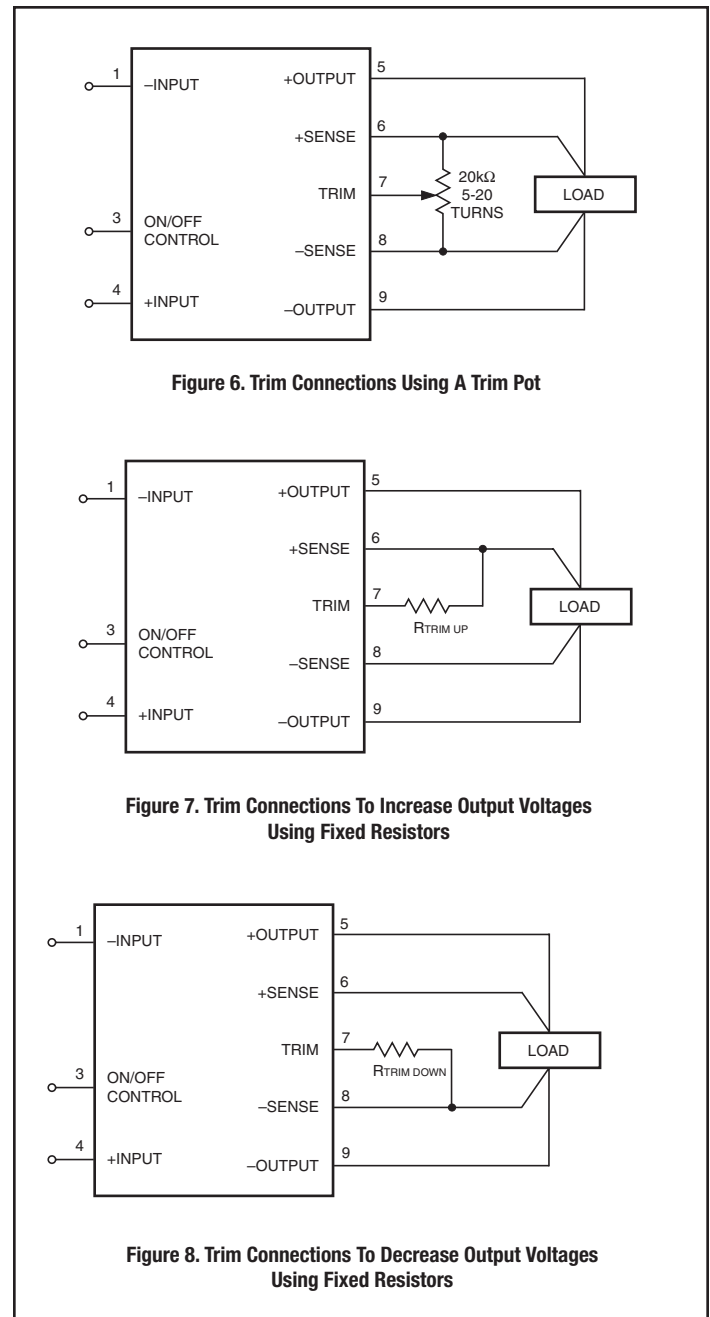 1
–INPUT
+OUTPUT
5
+SENSE
6
TRIM
7
20kΩ
5-20
TURNS
LOAD
3
ON/OFF
CONTROL
–SENSE
8
4
+INPUT
–OUTPUT
9
Figure 6. Trim Connections Using A Trim Pot
1
–INPUT
+OUTPUT
5
+SENSE
6
TRIM
7
RTRIM UP
LOAD
3
ON/OFF
CONTROL
–SENSE
8
4
+INPUT
–OUTPUT
9
Figure 7. Trim Connections To Increase Output Voltages
Using Fixed Resistors
1
–INPUT
+OUTPUT
5
+SENSE
6
TRIM
7
RTRIM DOWN
LOAD
3
ON/OFF
CONTROL
–SENSE
8
4
+INPUT
–OUTPUT
9
Figure 8. Trim Connections To Decrease Output Voltages
Using Fixed Resistors